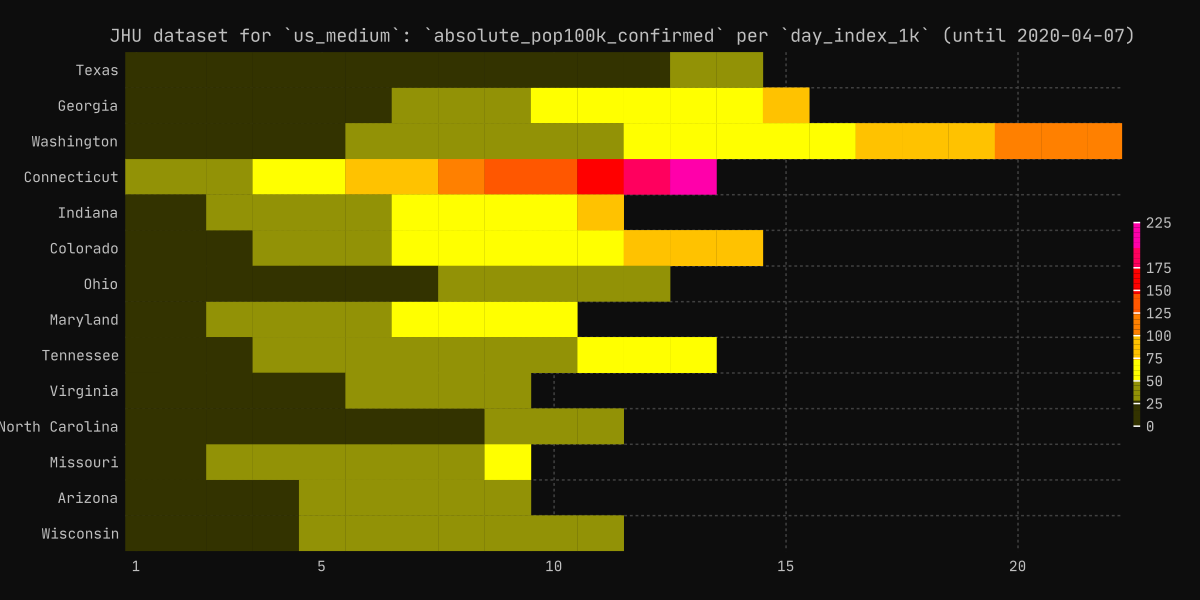 JHU dataset for `us_medium`: `absolute_pop100k_confirmed` per `day_index_1k` (until 2020-04-07)
Texas
Georgia
Washington
Connecticut
Indiana
Colorado
Ohio
Maryland
Tennessee
Virginia
North Carolina
Missouri
Arizona
Wisconsin
1 5 10 15 20
225
175
150
125
100
75
50
25
0